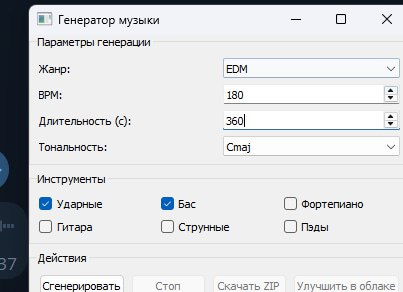 Генератор музыки
Параметры генерации
Жанр: EDM
BPM: 180
Длительность (с): 360
Тональность: Cmaj
Инструменты
Ударные Бас Фортепиано
Гитара Струнные Пэды
Действия
Сгенерировать Стоп Скачать ZIP Улучшить в облаке
37